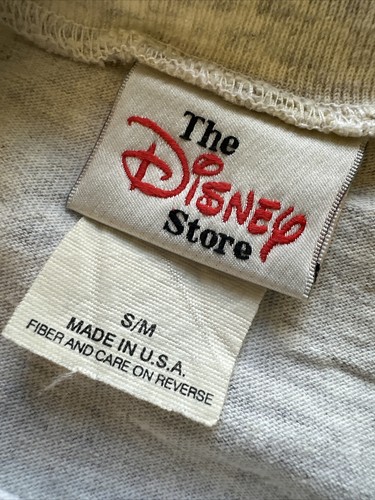 The
Disney
Store
S/M
MADE IN U.S.A.
FIBER AND CARE ON REVERSE